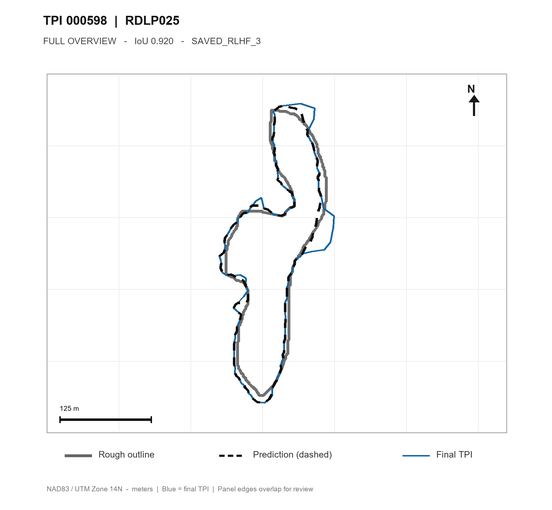 TPI 000598 | RDLP025
FULL OVERVIEW - IoU 0.920 - SAVED_RLHF_3
N
125 m
Rough outline
Prediction (dashed)
Final TPI
NAD83 / UTM Zone 14N - meters | Blue = final TPI | Panel edges overlap for review